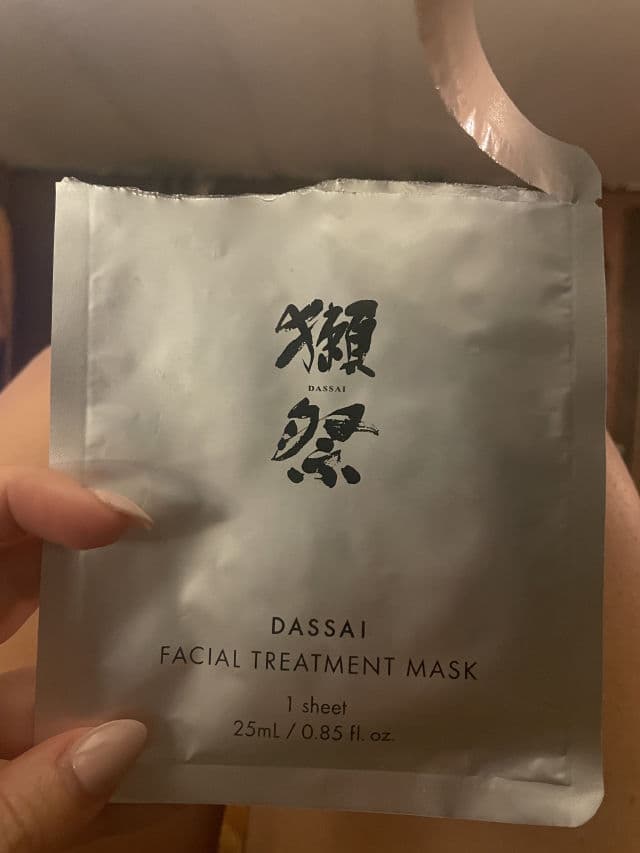 獺
DASSAI
祭
DASSAI
FACIAL TREATMENT MASK
1 sheet
25mL / 0.85 fl. oz.